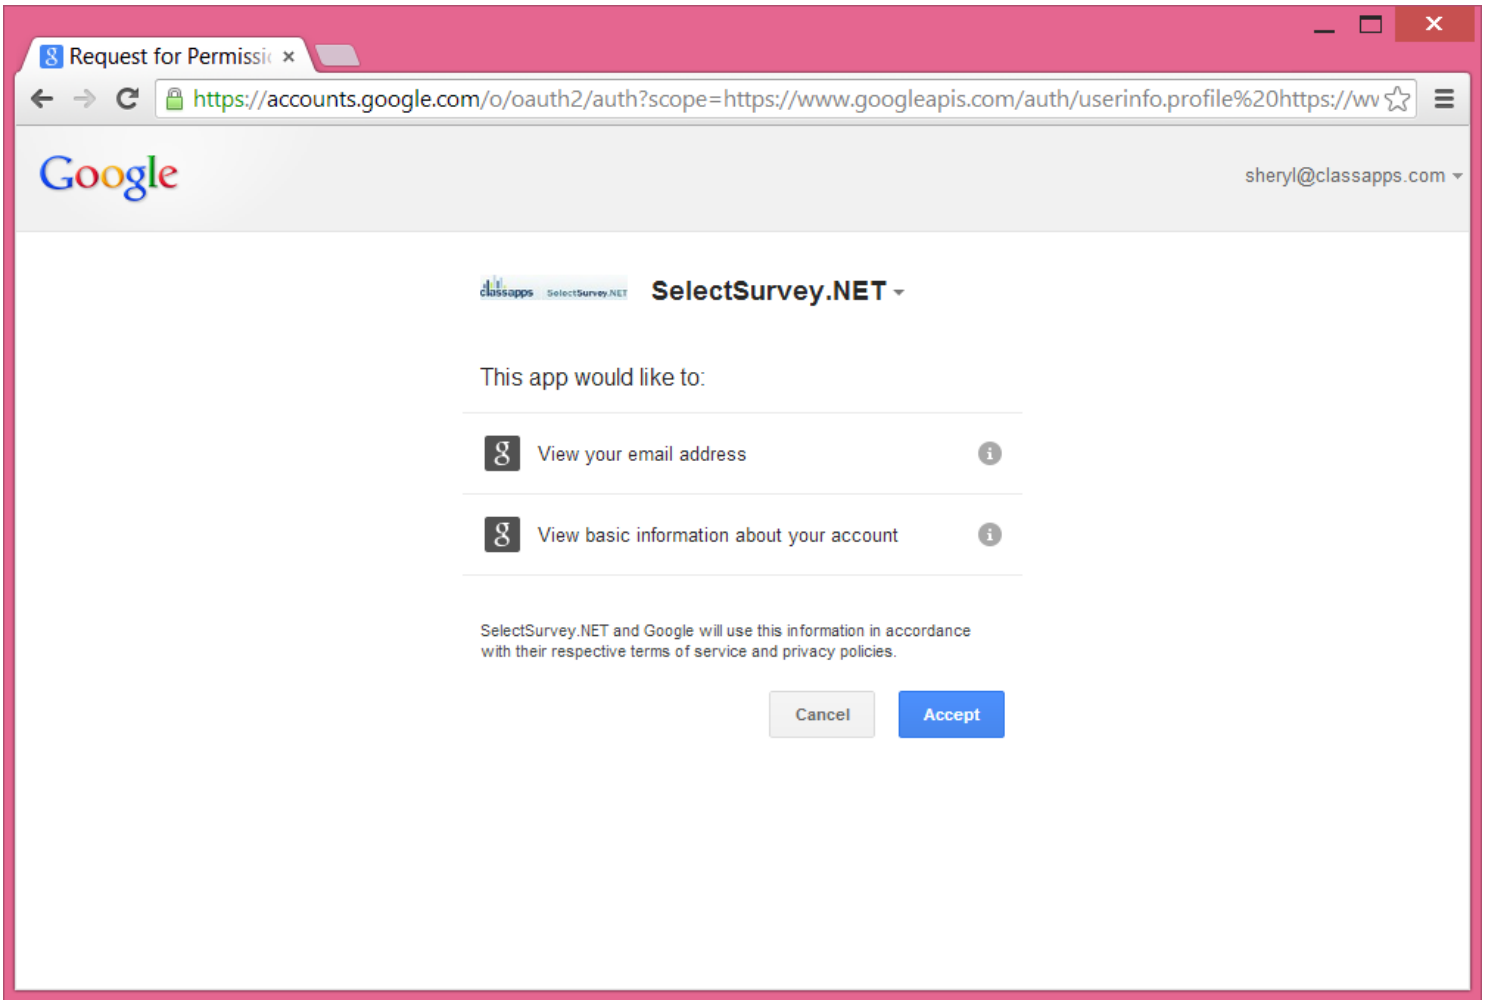 Request for Permissi
https://accounts.google.com/o/oauth2/auth?scope=https://www.googleapis.com/auth/userinfo.profile%20https://wv
Google
sheryl@classapps.com
classapps SelectSurvey.NET
SelectSurvey.NET
This app would like to:
g View your email address
g View basic information about your account
SelectSurvey.NET and Google will use this information in accordance
with their respective terms of service and privacy policies.
Cancel Accept